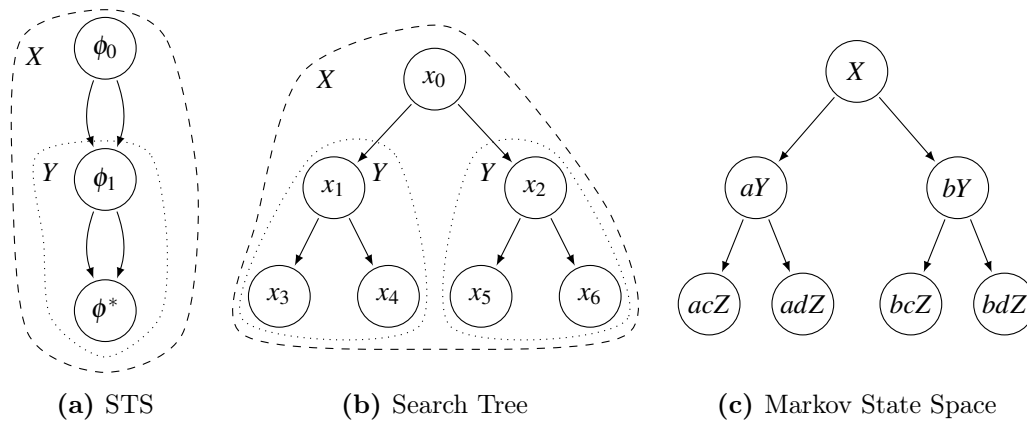 X
ϕ₀
Y
ϕ₁
ϕ*
(a) STS
X
x₀
x₁ Y Y x₂
x₃ x₄ x₅ x₆
(b) Search Tree
X
aY bY
acZ adZ bcZ bdZ
(c) Markov State Space